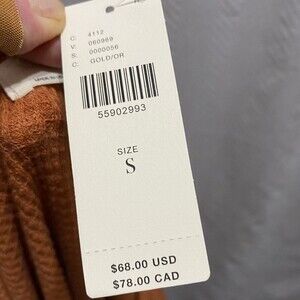 C: 4112
V: 060969
S: 0000056
C: GOLD/OR
55902993
SIZE
S
$68.00 USD
$78.00 CAD